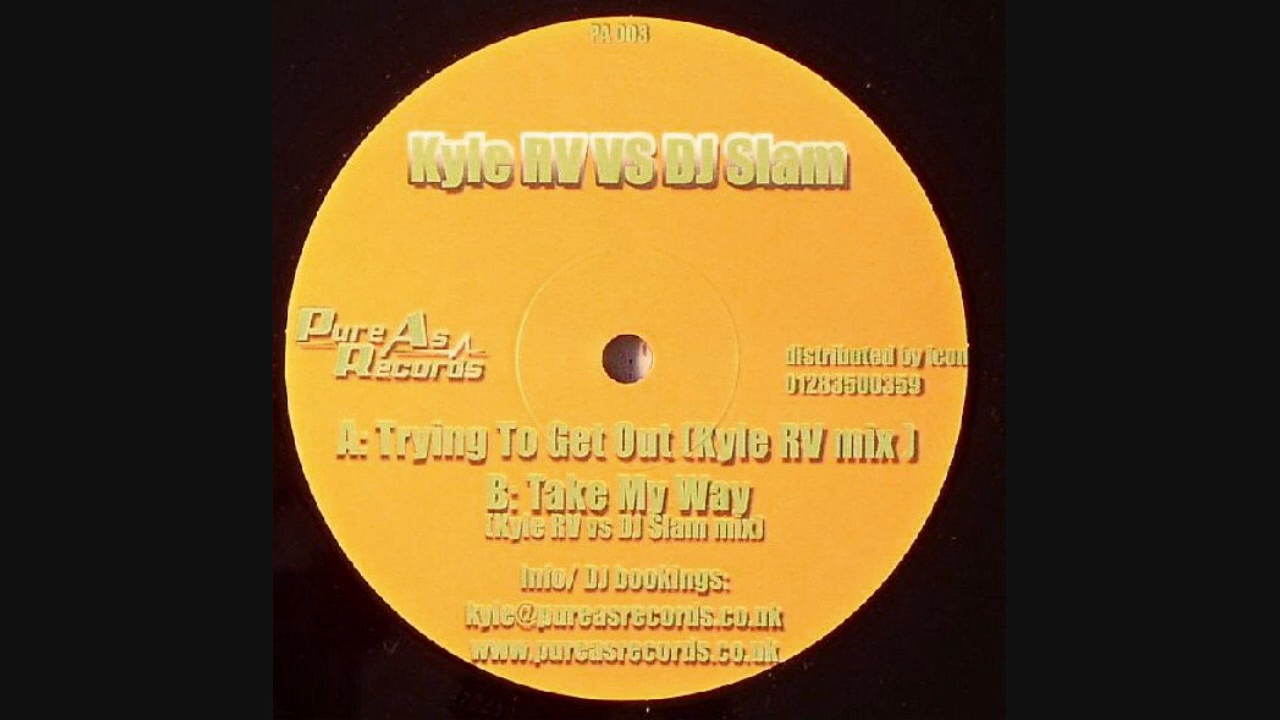 PA 003
Kyle RV VS DJ Slam
Pure As
Records
distributed by icon
01283500359
A: Trying To Get Out (Kyle RV mix )
B: Take My Way
(Kyle RV vs DJ Slam mix)
info/ DJ bookings:
kyle@pureasrecords.co.uk
www.pureasrecords.co.uk